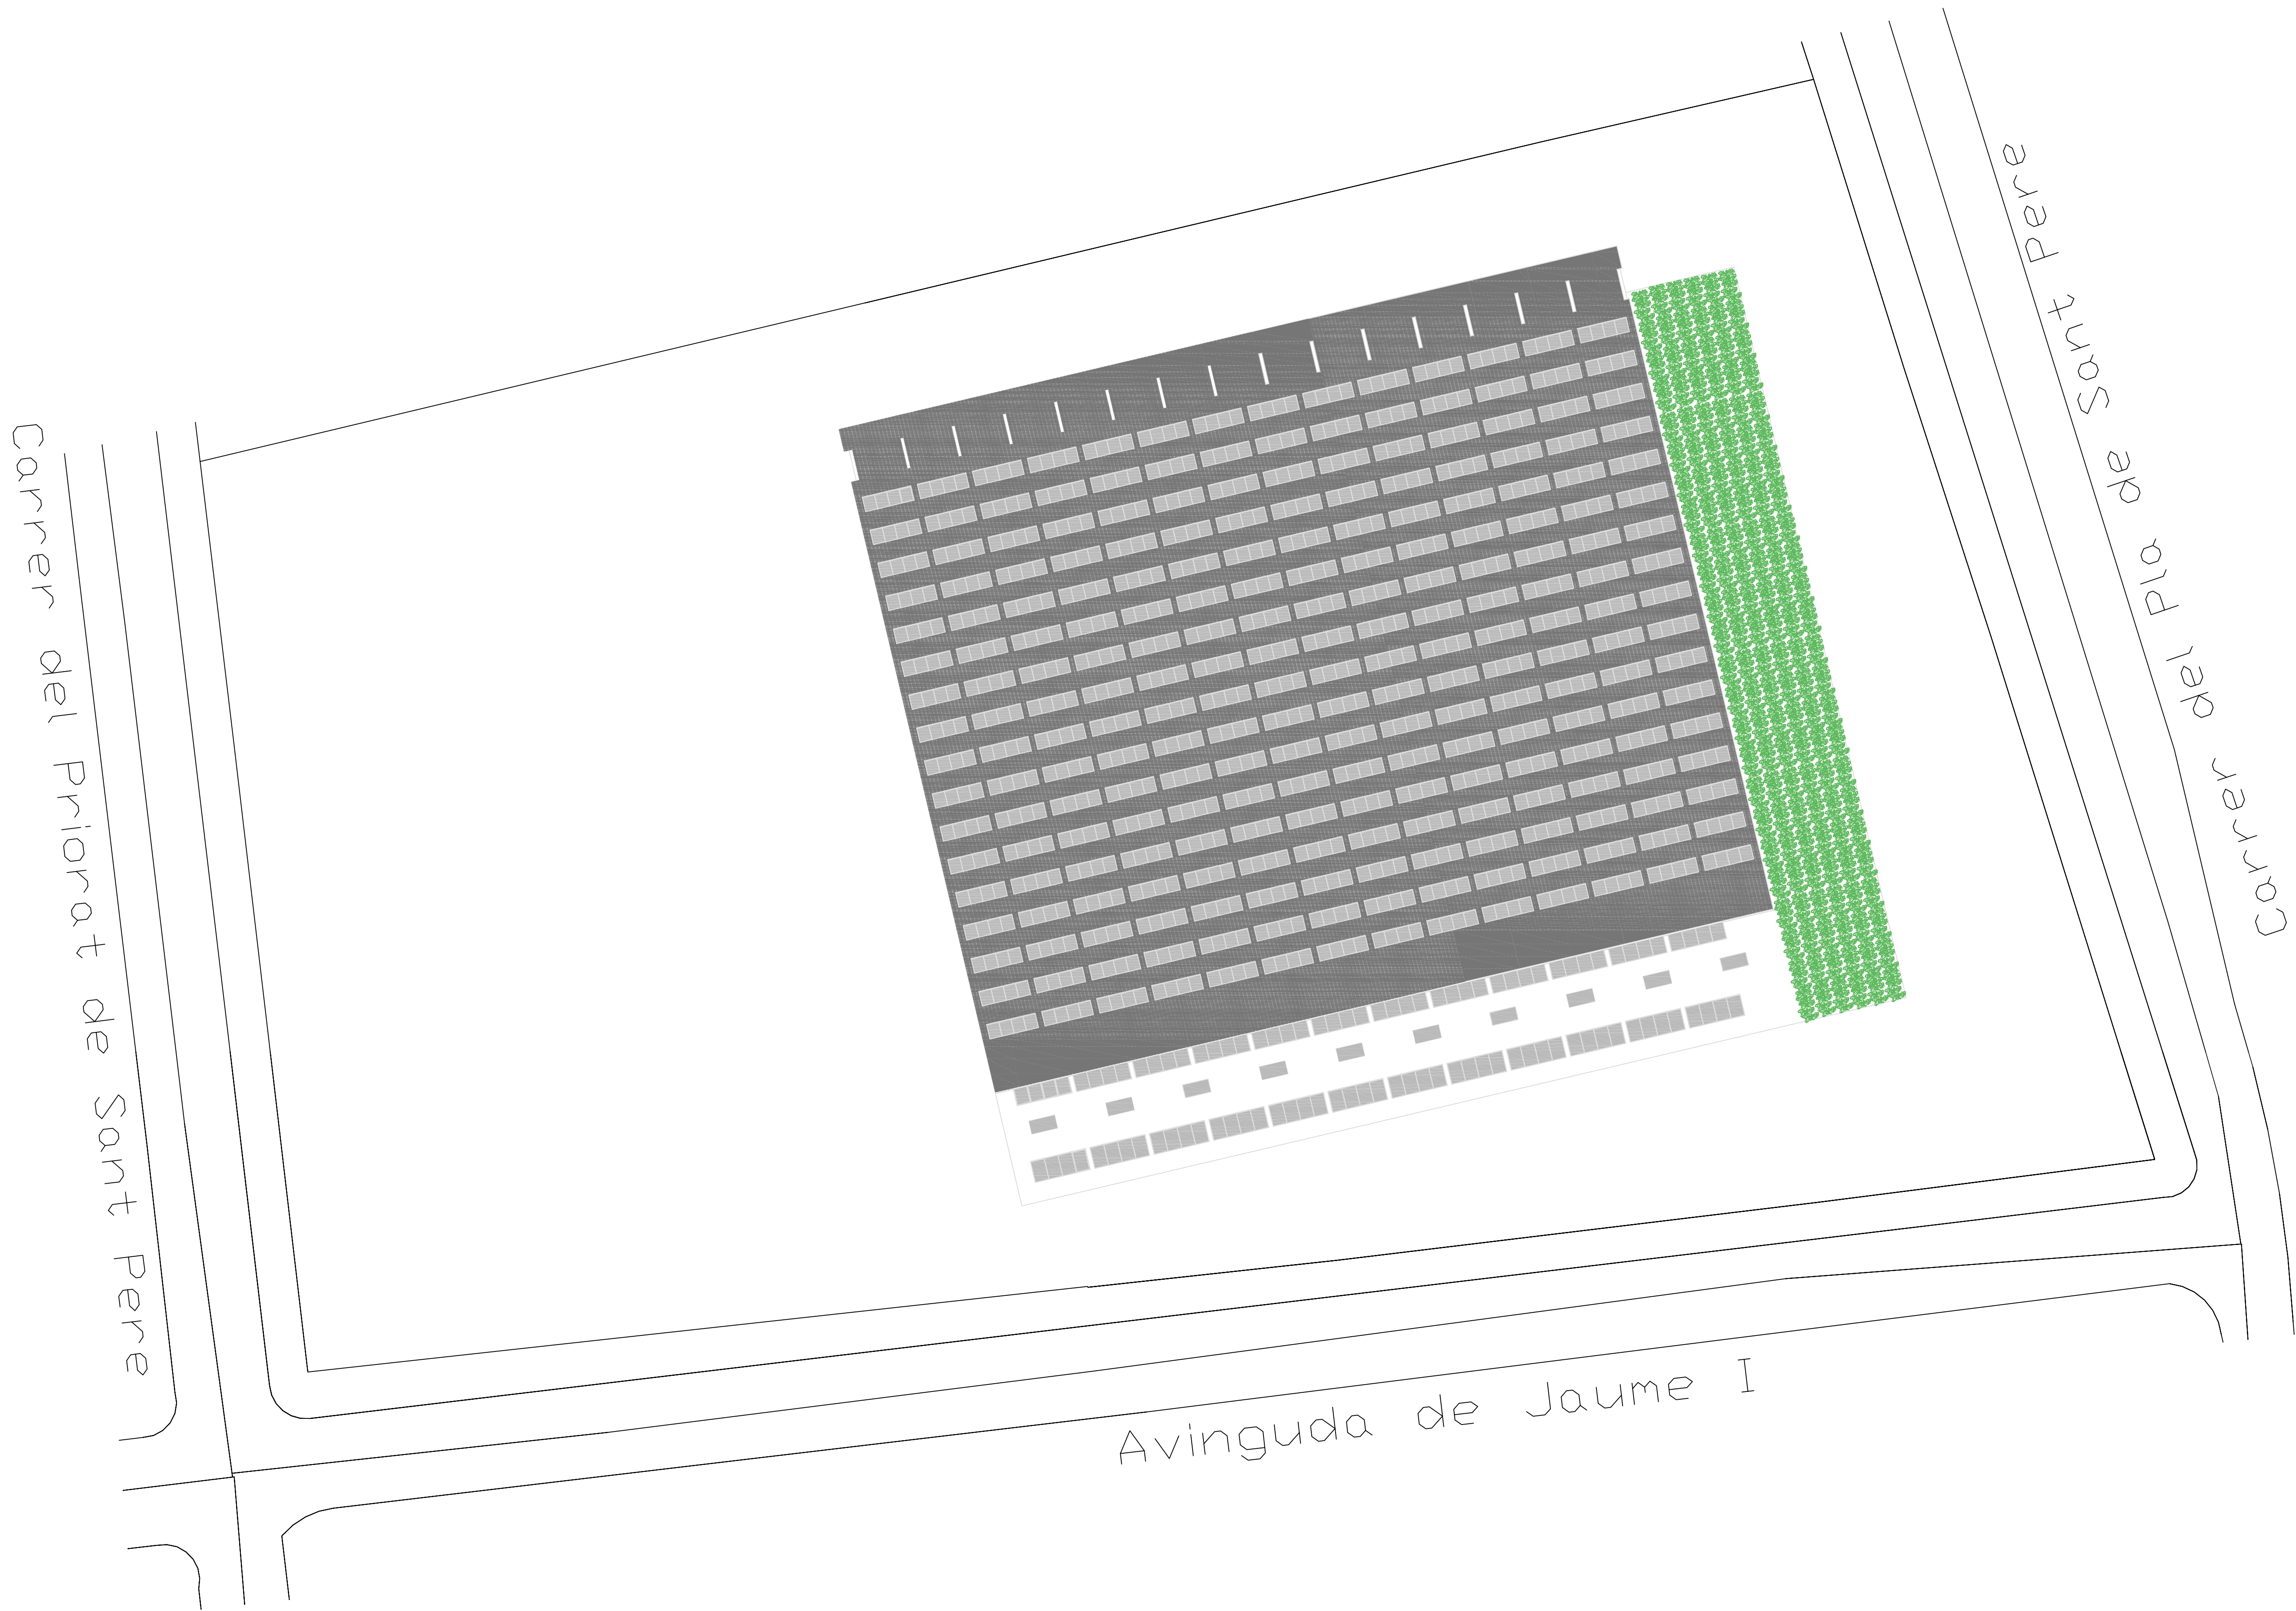 Carrer del Priorat de Sant Pere
Carrer del Pla de Sant Pere
Avinguda de Jaume I